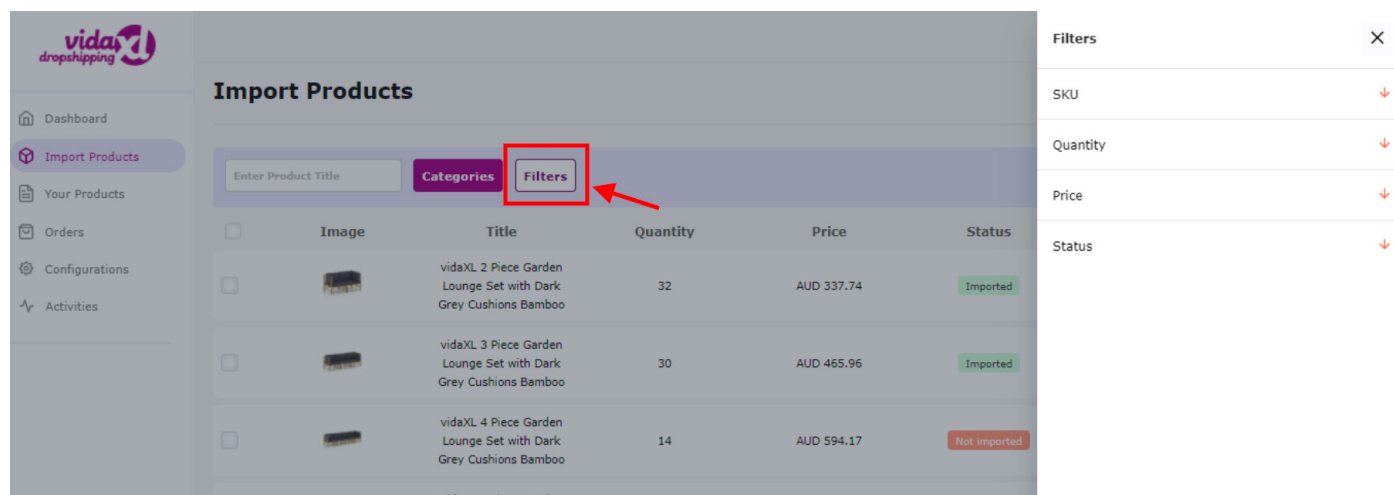 vidaXL
dropshipping
Dashboard
Import Products
Your Products
Orders
Configurations
Activities
Import Products
Enter Product Title
Categories
Filters
Image Title Quantity Price Status
vidaXL 2 Piece Garden
Lounge Set with Dark
Grey Cushions Bamboo
32
AUD 337.74
Imported
vidaXL 3 Piece Garden
Lounge Set with Dark
Grey Cushions Bamboo
30
AUD 465.96
Imported
vidaXL 4 Piece Garden
Lounge Set with Dark
Grey Cushions Bamboo
14
AUD 594.17
Not imported
Filters
SKU
Quantity
Price
Status